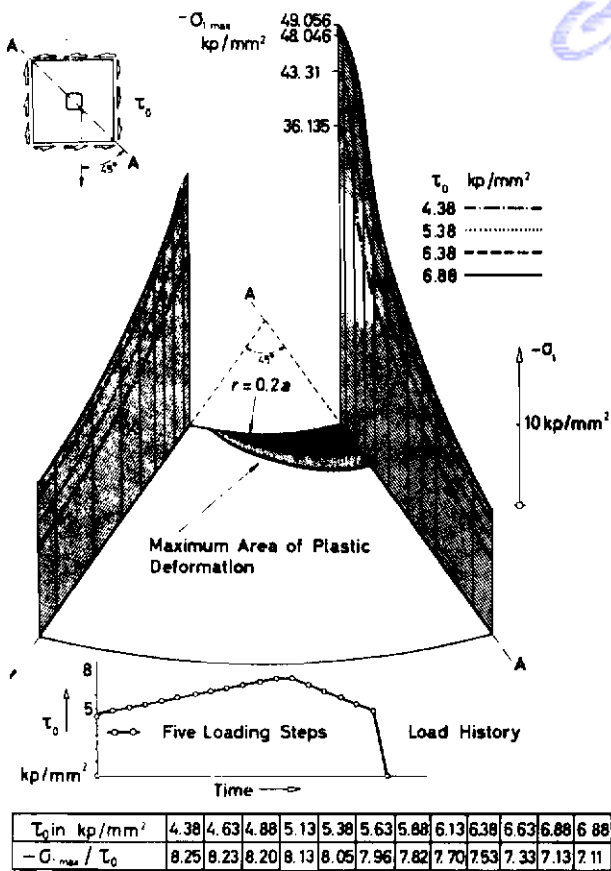 -σ₁ max
kp/mm²
49.056
48.046
43.31
36.135
A
τ₀
A
45°
τ₀ kp/mm²
4.38
5.38
6.38
6.88
A
45°
r = 0.2a
-σ₁
10 kp/mm²
Maximum Area of Plastic
Deformation
A
8
5
τ₀
Five Loading Steps
Load History
kp/mm²
Time
τ₀ in kp/mm² 4.38 4.63 4.88 5.13 5.38 5.63 5.88 6.13 6.38 6.63 6.88 6.88
-σ₁ max / τ₀ 8.25 8.23 8.20 8.13 8.05 7.96 7.82 7.70 7.53 7.33 7.13 7.11